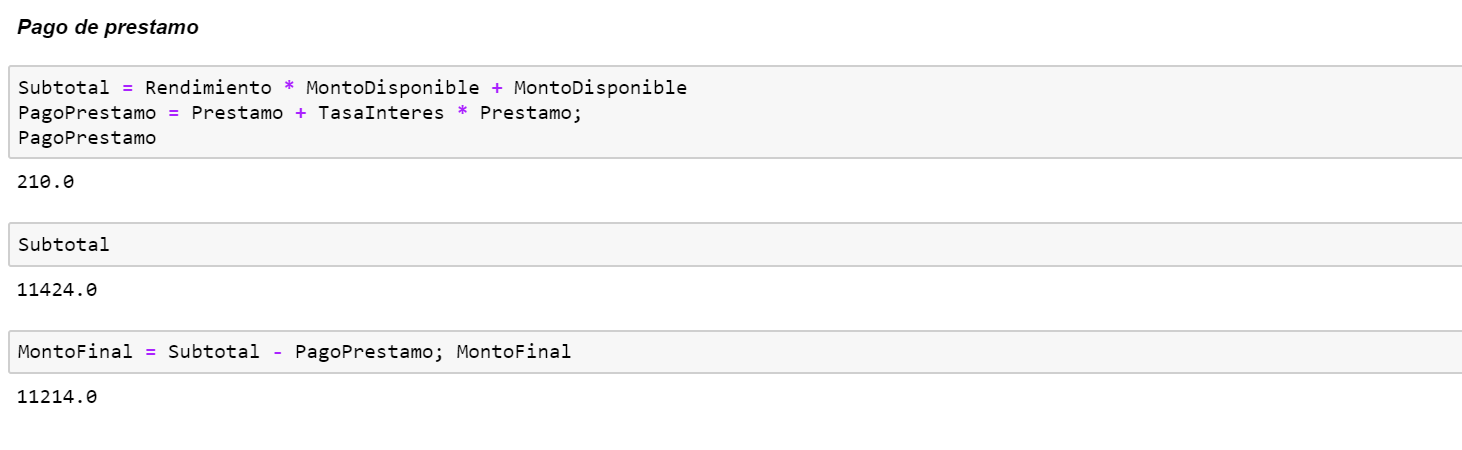 Pago de prestamo
Subtotal = Rendimiento * MontoDisponible + MontoDisponible
PagoPrestamo = Prestamo + TasaInteres * Prestamo;
PagoPrestamo
210.0
Subtotal
11424.0
MontoFinal = Subtotal - PagoPrestamo; MontoFinal
11214.0